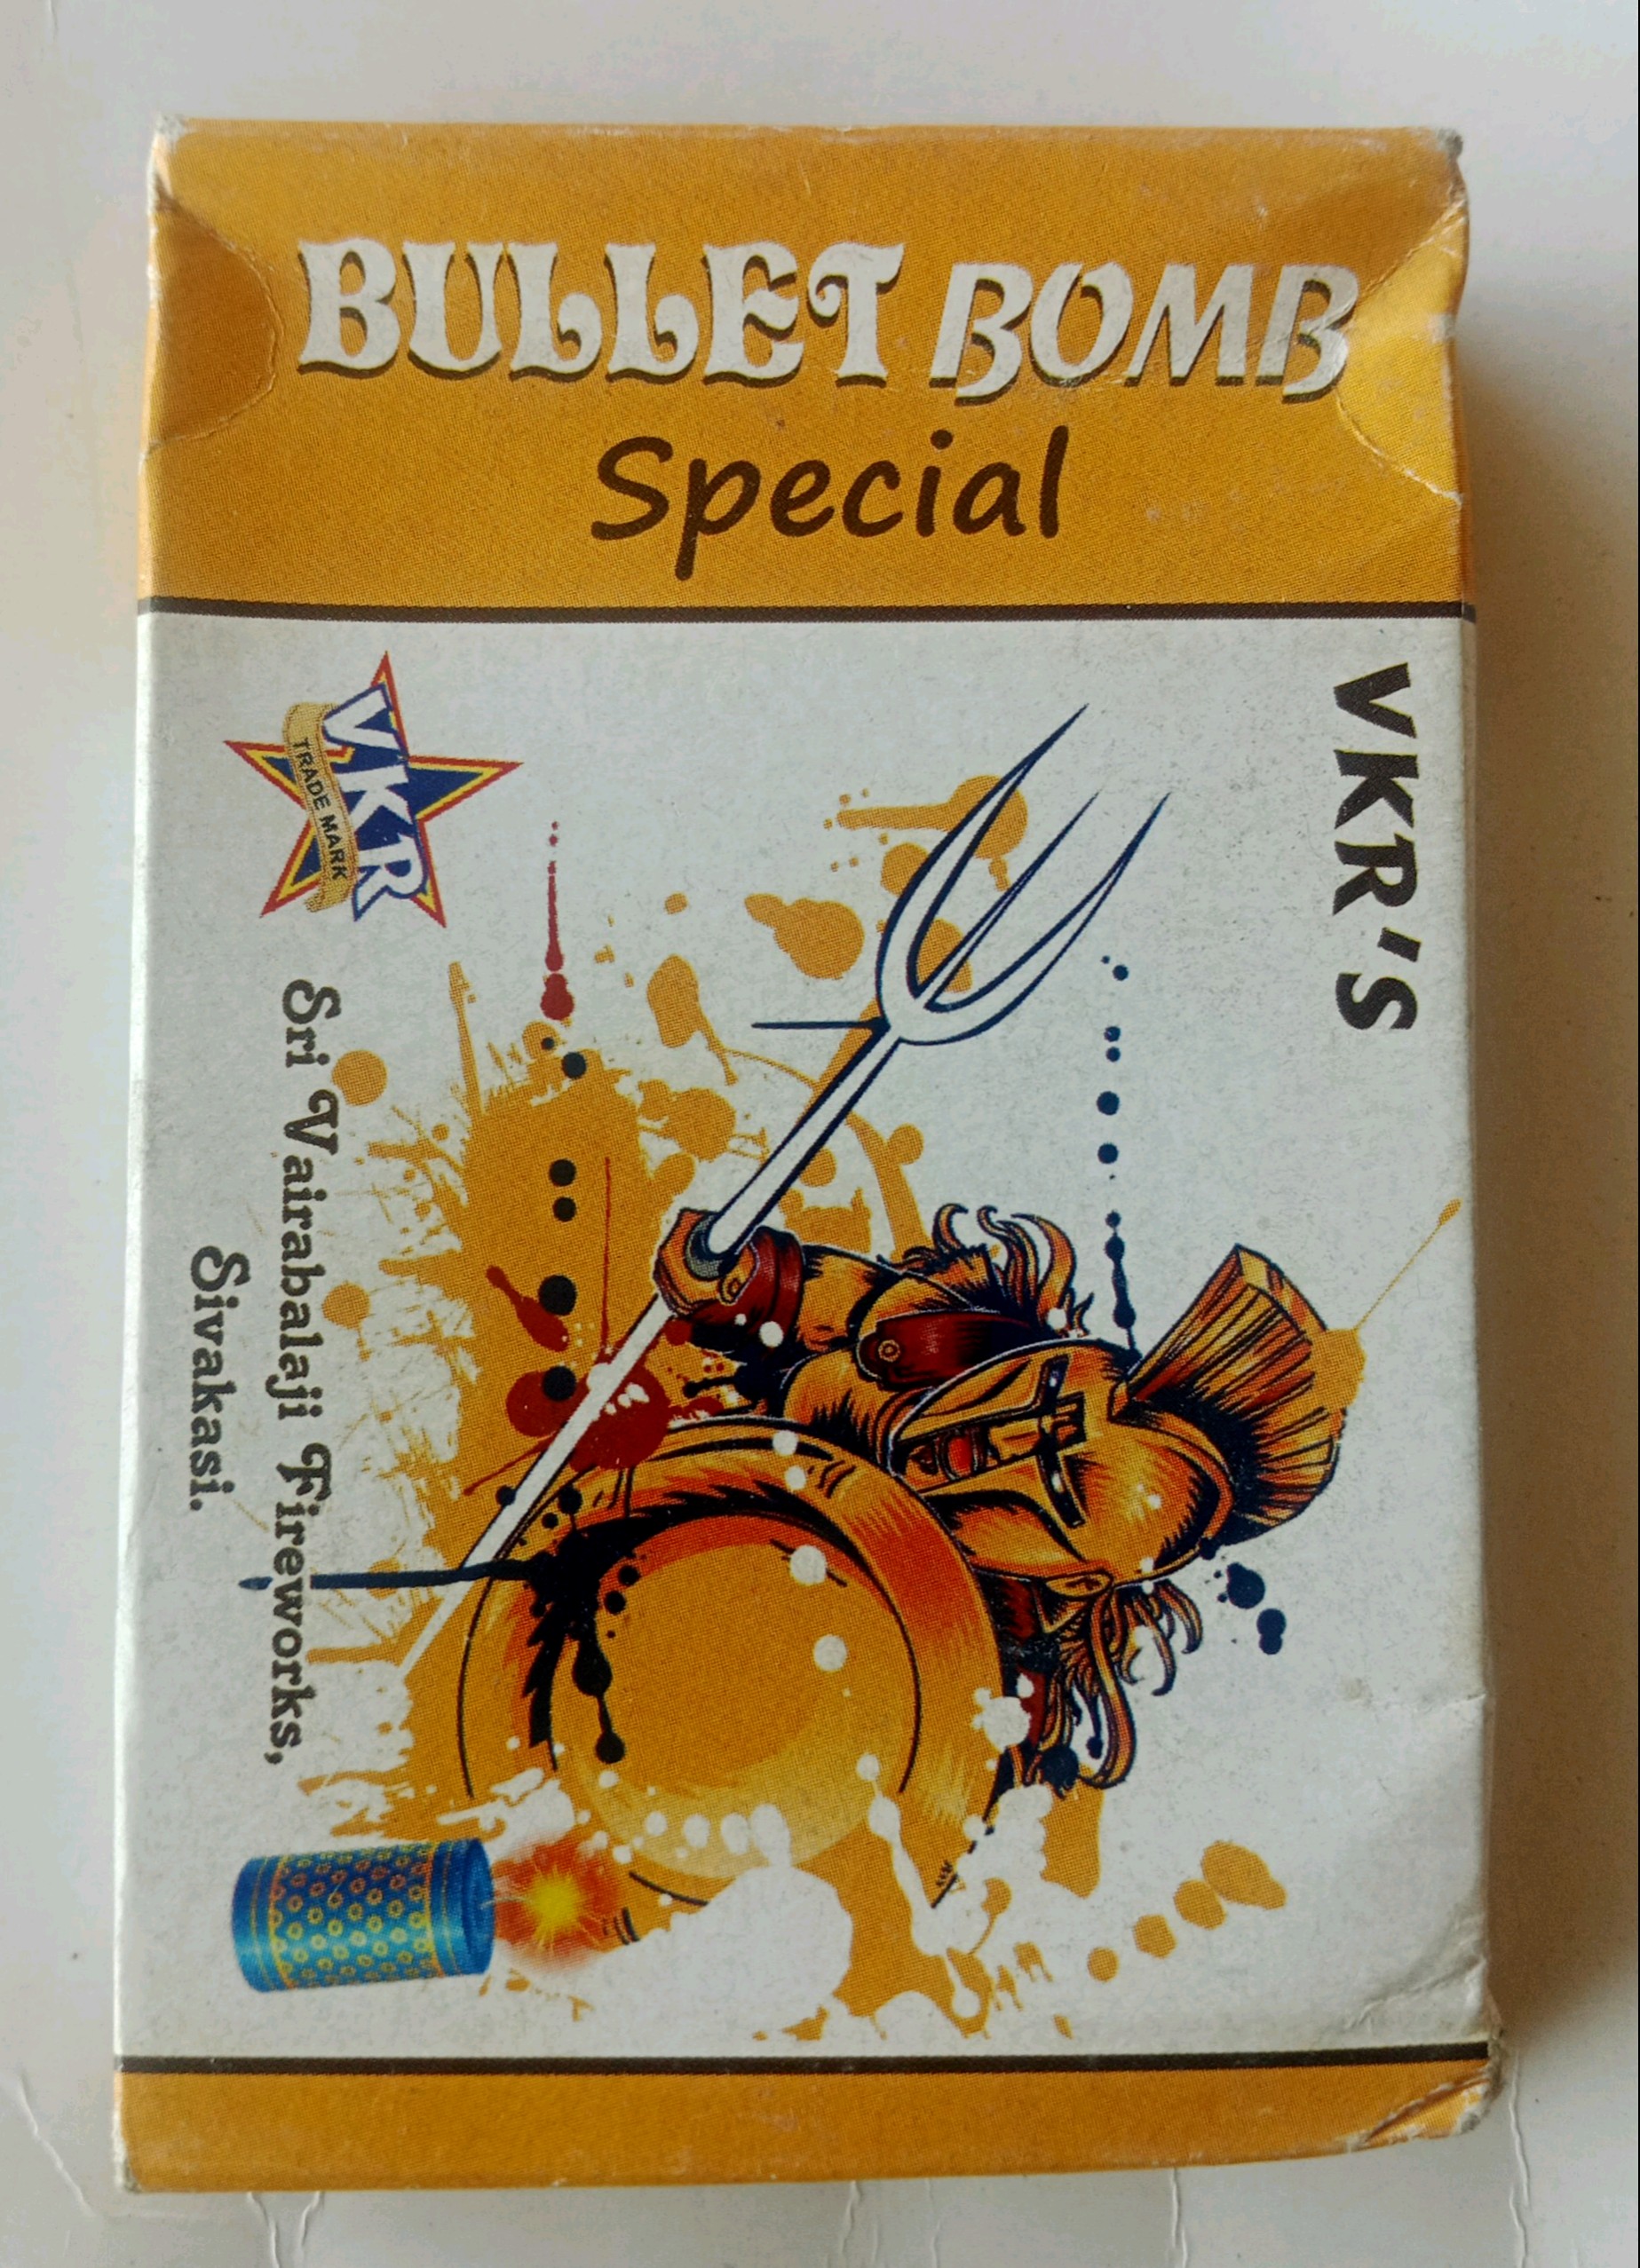 BULLET BOMB
Special
VKR'S
VKR
TRADE MARK
Sri Vairabalaji Fireworks,
Sivakasi.